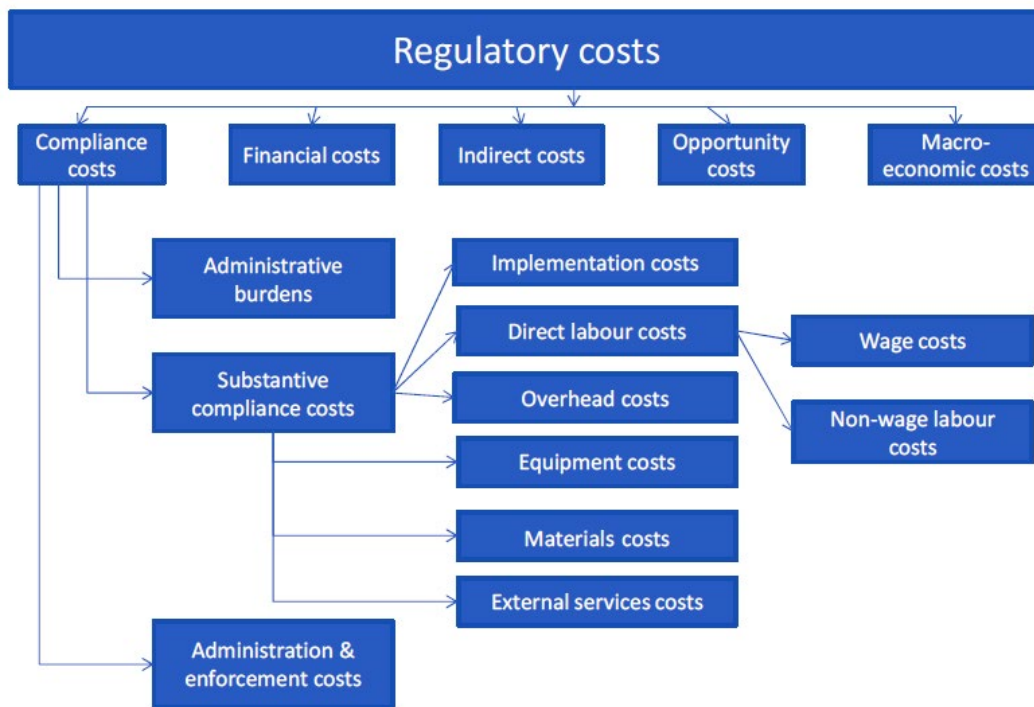 Regulatory costs
Compliance
costs
Financial costs
Indirect costs
Opportunity
costs
Macro-
economic costs
Administrative
burdens
Implementation costs
Direct labour costs
Wage costs
Substantive
compliance costs
Overhead costs
Non-wage labour
costs
Equipment costs
Materials costs
External services costs
Administration &
enforcement costs